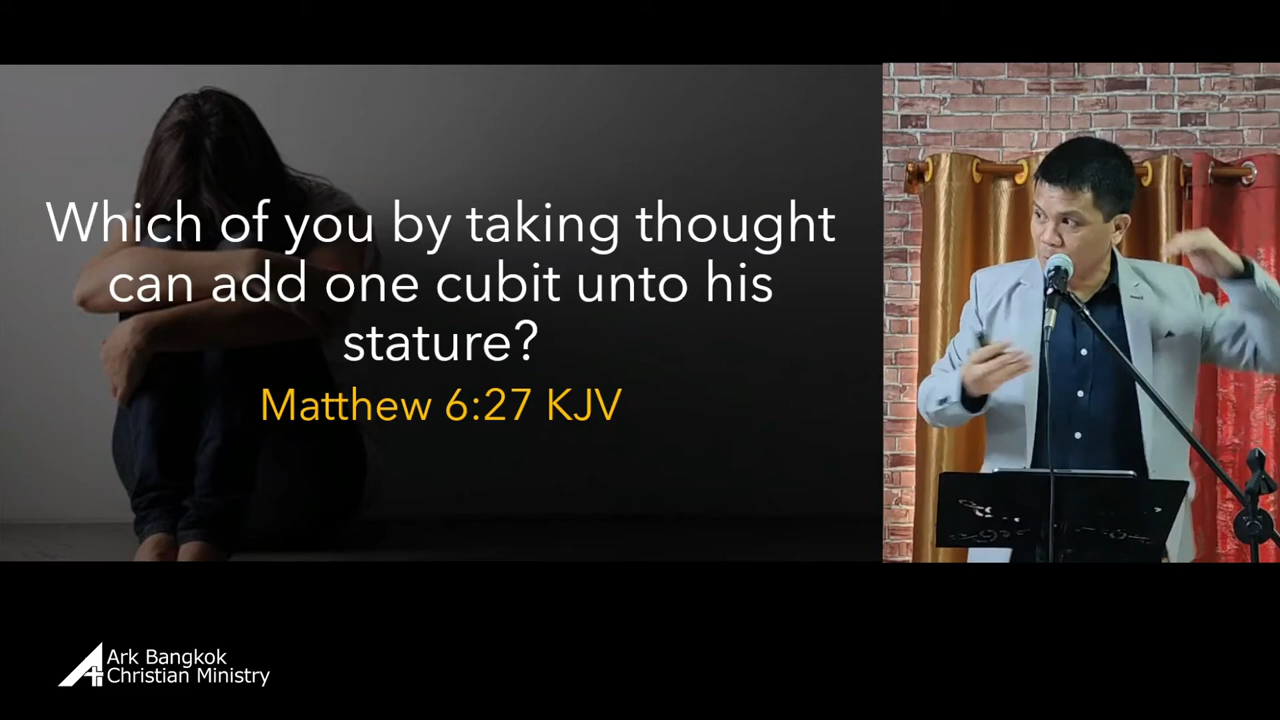 Which of you by taking thought
can add one cubit unto his
stature?
Matthew 6:27 KJV
Ark Bangkok
Christian Ministry